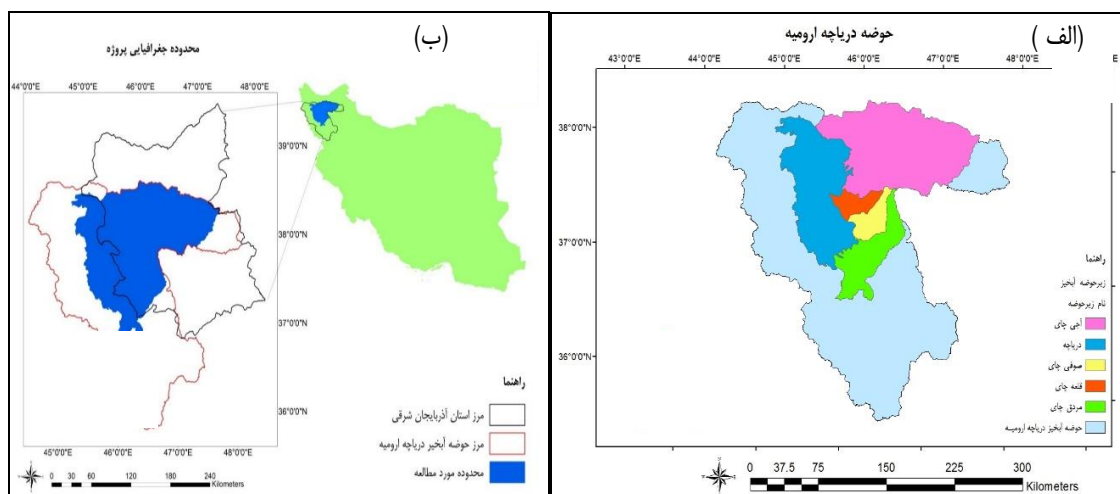 (الف )
حوضه دریاچه ارومیه
43°0'0"E 44°0'0"E 45°0'0"E 46°0'0"E 47°0'0"E 48°0'0"E
38°0'0"N
37°0'0"N
36°0'0"N
راهنما
زیرحوضه آبخیز
نام زیرحوضه
آجی چای
دریاچه
صوفی چای
قلعه چای
مردق چای
حوضه آبخیز دریاچه ارومیه
0 37.5 75 150 225 300
Kilometers
(ب)
محدوده جغرافیایی پروژه
44°0'0"E 45°0'0"E 46°0'0"E 47°0'0"E
39°0'0"N
38°0'0"N
37°0'0"N
36°0'0"N
45°0'0"E 46°0'0"E 47°0'0"E 48°0'0"E
راهنما
مرز استان آذربایجان شرقی
مرز حوضه آبخیر دریاچه ارومیه
محدوده مورد مطالعه
0 30 60 120 180 240
Kilometers